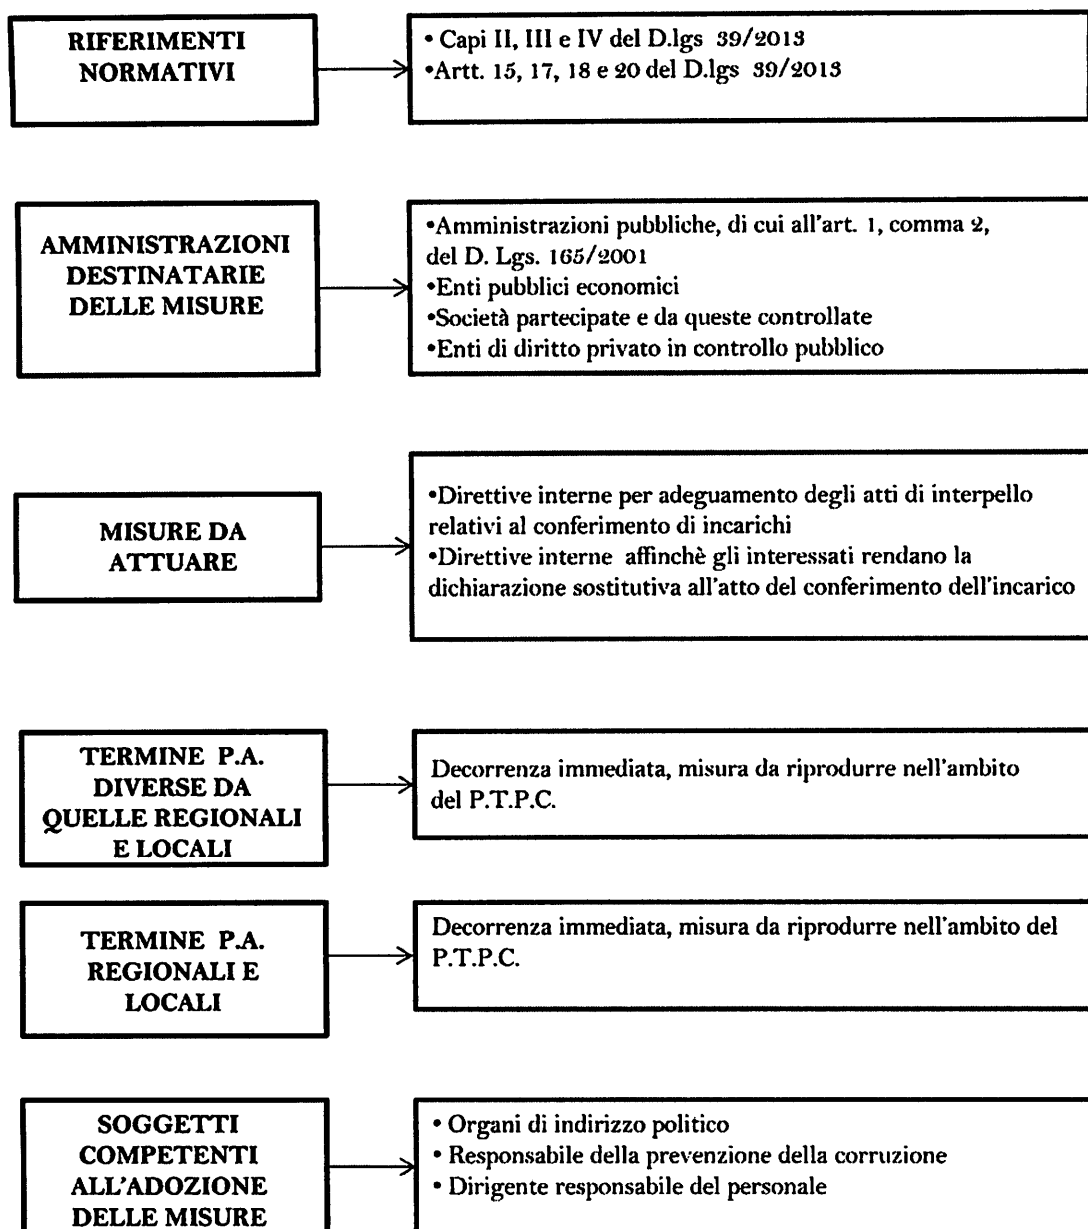 RIFERIMENTI
NORMATIVI
• Capi II, III e IV del D.lgs 39/2013
•Artt. 15, 17, 18 e 20 del D.lgs 39/2013
AMMINISTRAZIONI
DESTINATARIE
DELLE MISURE
•Amministrazioni pubbliche, di cui all'art. 1, comma 2,
del D. Lgs. 165/2001
•Enti pubblici economici
•Società partecipate e da queste controllate
•Enti di diritto privato in controllo pubblico
MISURE DA
ATTUARE
•Direttive interne per adeguamento degli atti di interpello
relativi al conferimento di incarichi
•Direttive interne affinchè gli interessati rendano la
dichiarazione sostitutiva all'atto del conferimento dell'incarico
TERMINE P.A.
DIVERSE DA
QUELLE REGIONALI
E LOCALI
Decorrenza immediata, misura da riprodurre nell'ambito
del P.T.P.C.
TERMINE P.A.
REGIONALI E
LOCALI
Decorrenza immediata, misura da riprodurre nell'ambito del
P.T.P.C.
SOGGETTI
COMPETENTI
ALL'ADOZIONE
DELLE MISURE
• Organi di indirizzo politico
• Responsabile della prevenzione della corruzione
• Dirigente responsabile del personale